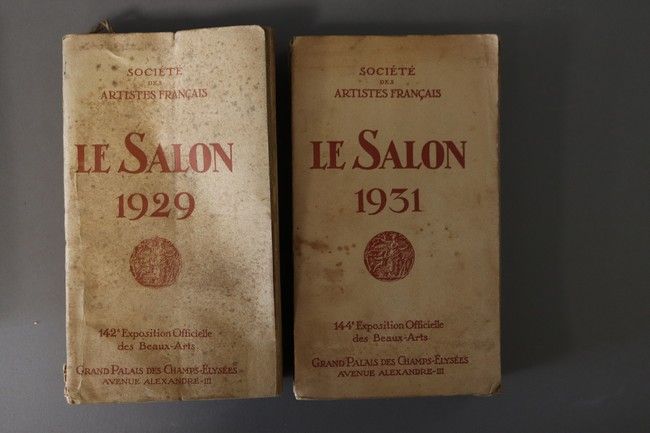 SOCIÉTÉ
DES
ARTISTES FRANÇAIS
LE SALON
1929
142e Exposition Officielle
des Beaux-Arts
GRAND PALAIS DES CHAMPS-ÉLYSÉES
AVENUE ALEXANDRE-III
SOCIÉTÉ
DES
ARTISTES FRANÇAIS
LE SALON
1931
144e Exposition Officielle
des Beaux-Arts
GRAND PALAIS DES CHAMPS-ÉLYSÉES
AVENUE ALEXANDRE-III